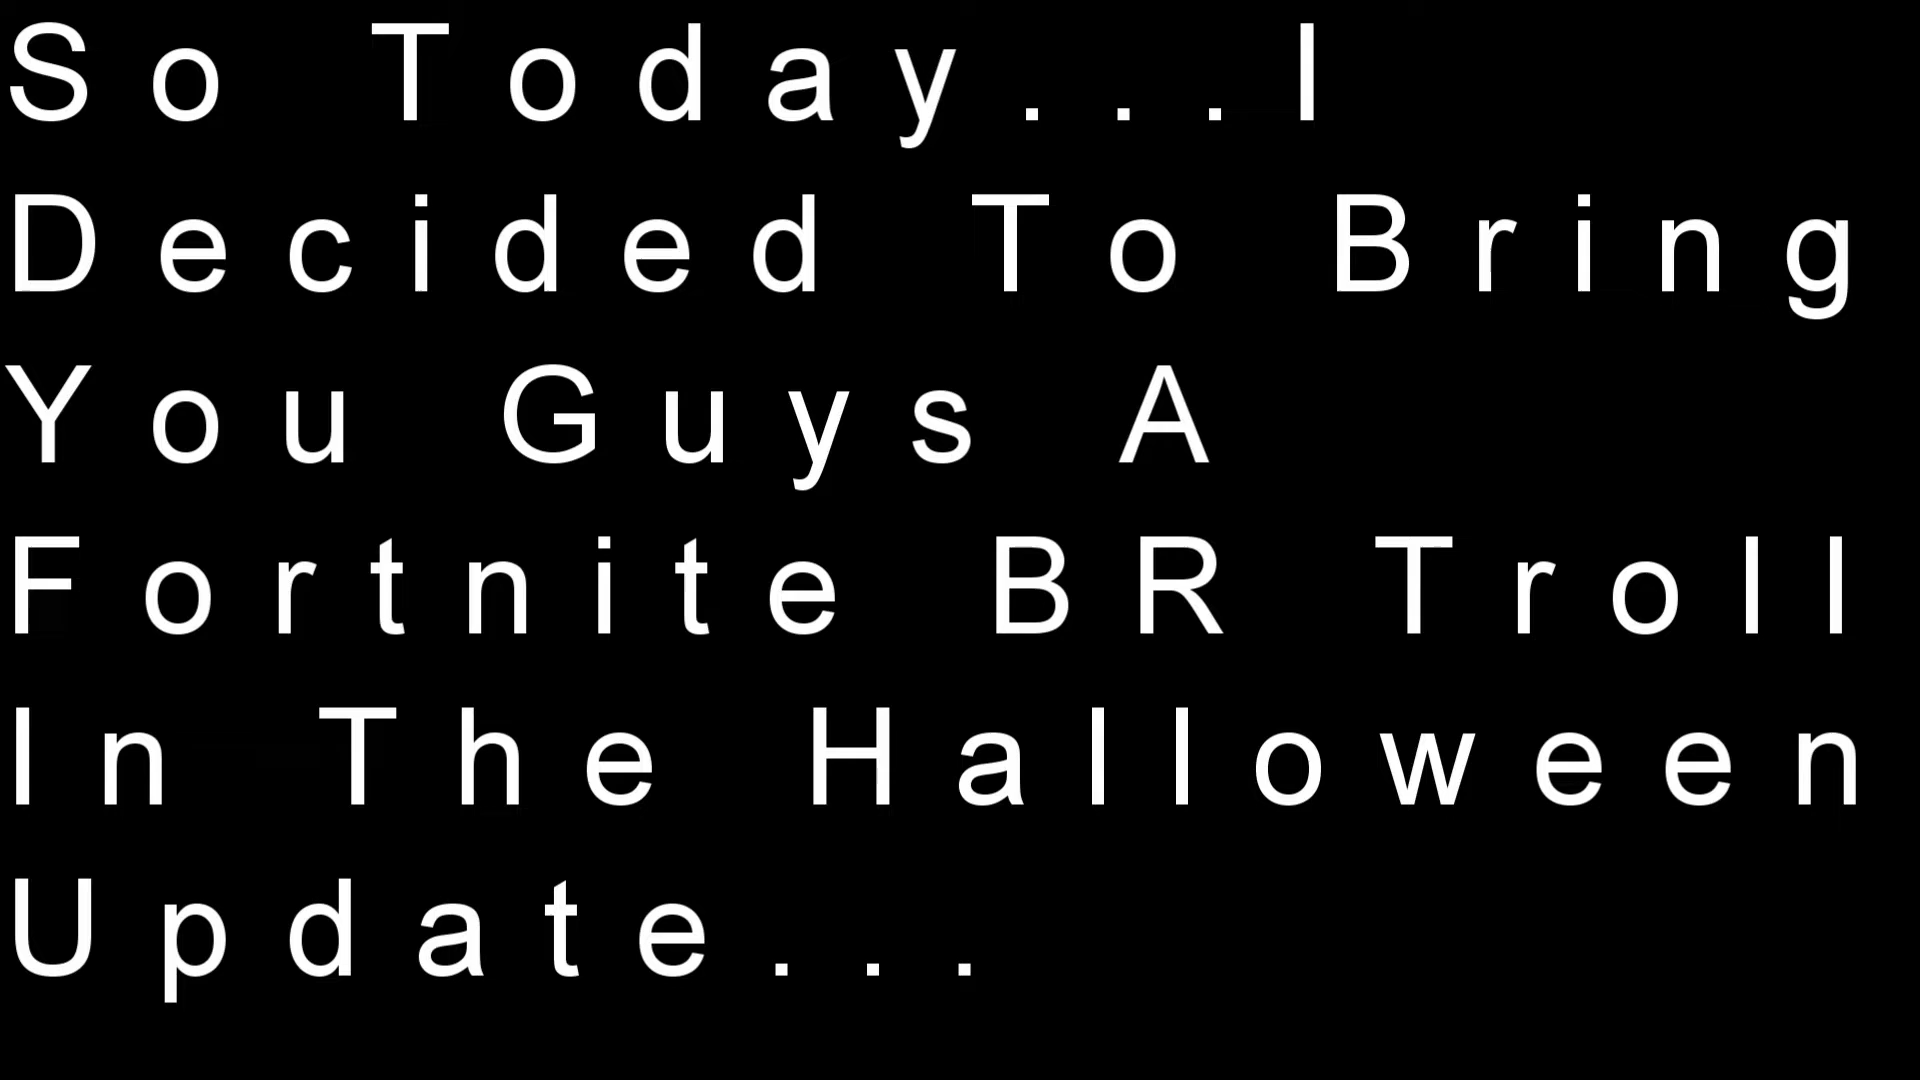 So Today...I
Decided To Bring
You Guys A
Fortnite BR Troll
In The Halloween
Update...